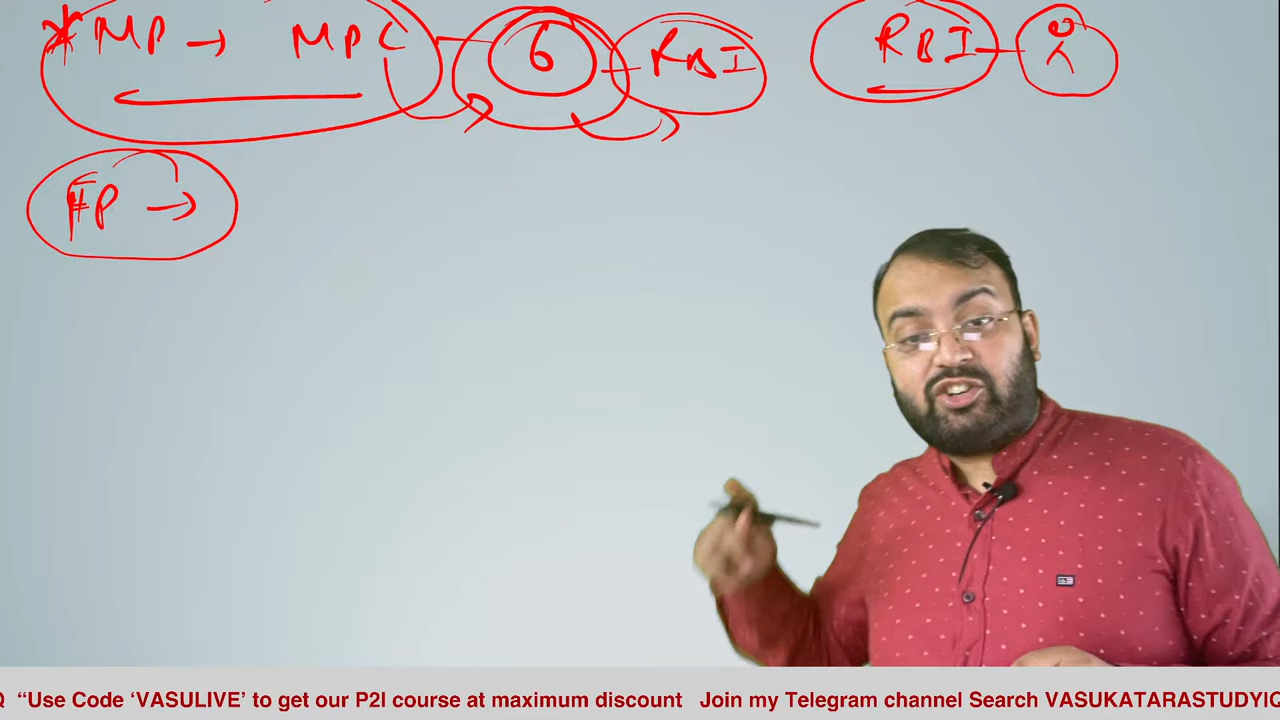 * MP → MPC 6 RBI RBI
FP →
Q “Use Code ‘VASULIVE’ to get our P2I course at maximum discount Join my Telegram channel Search VASUKATARASTUDYIQ